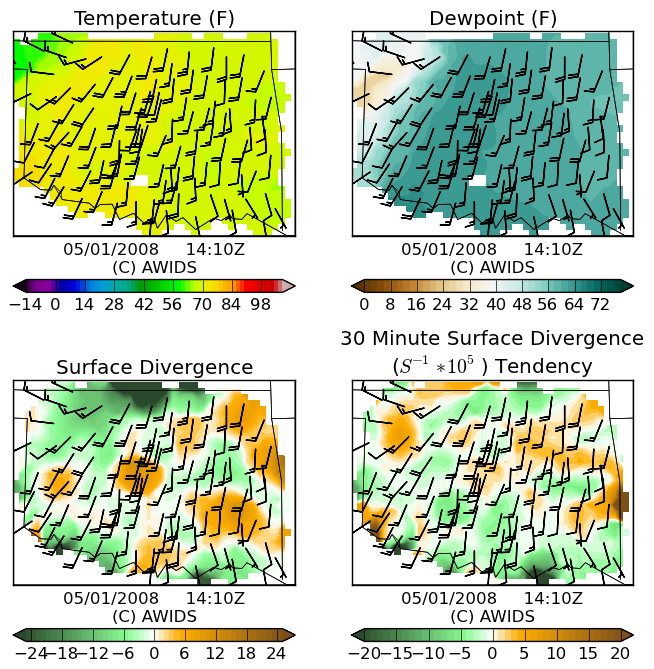 Temperature (F)
Dewpoint (F)
05/01/2008 14:10Z
(C) AWIDS
05/01/2008 14:10Z
(C) AWIDS
−14 0 14 28 42 56 70 84 98
0 8 16 24 32 40 48 56 64 72
30 Minute Surface Divergence
(S⁻¹ *10⁵ ) Tendency
Surface Divergence
05/01/2008 14:10Z
(C) AWIDS
05/01/2008 14:10Z
(C) AWIDS
−24−18−12 −6 0 6 12 18 24
−20−15−10 −5 0 5 10 15 20